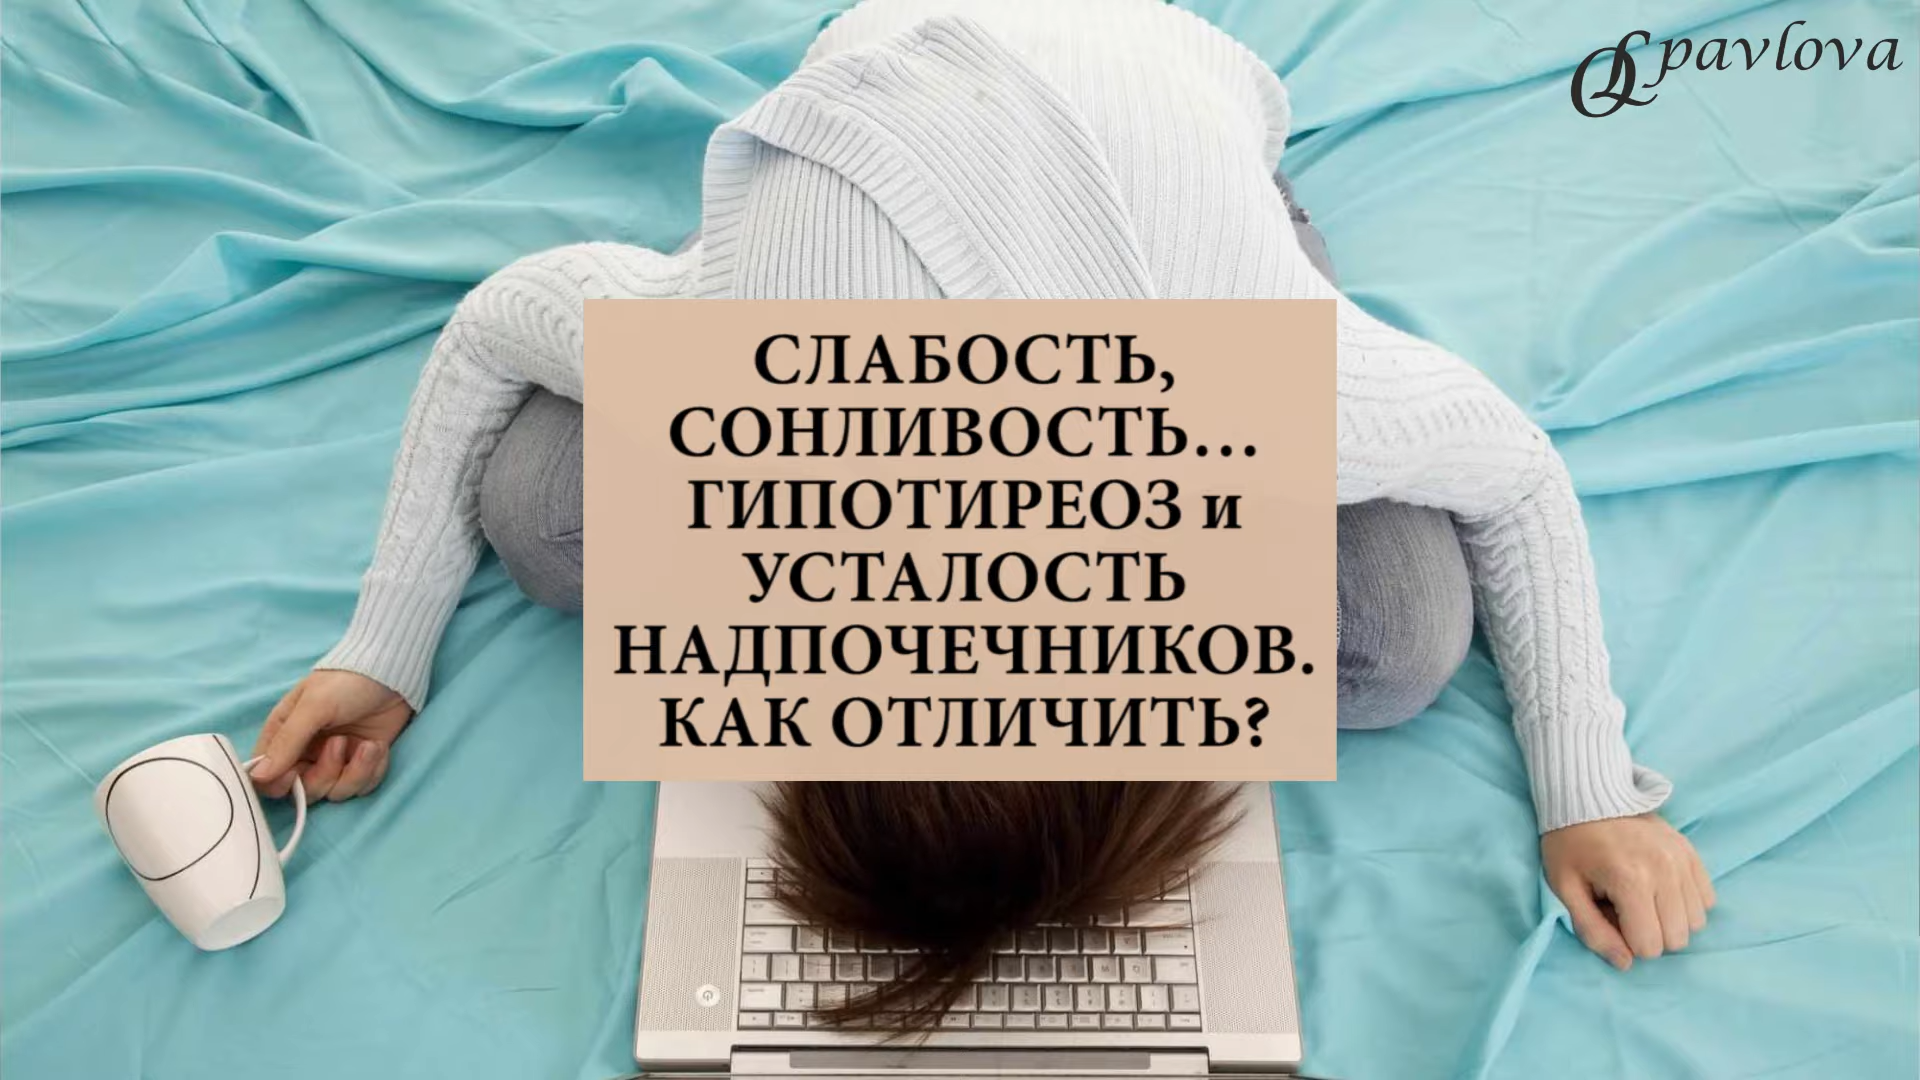 pavlova
СЛАБОСТЬ,
СОНЛИВОСТЬ...
ГИПОТИРЕОЗ и
УСТАЛОСТЬ
НАДПОЧЕЧНИКОВ.
КАК ОТЛИЧИТЬ?